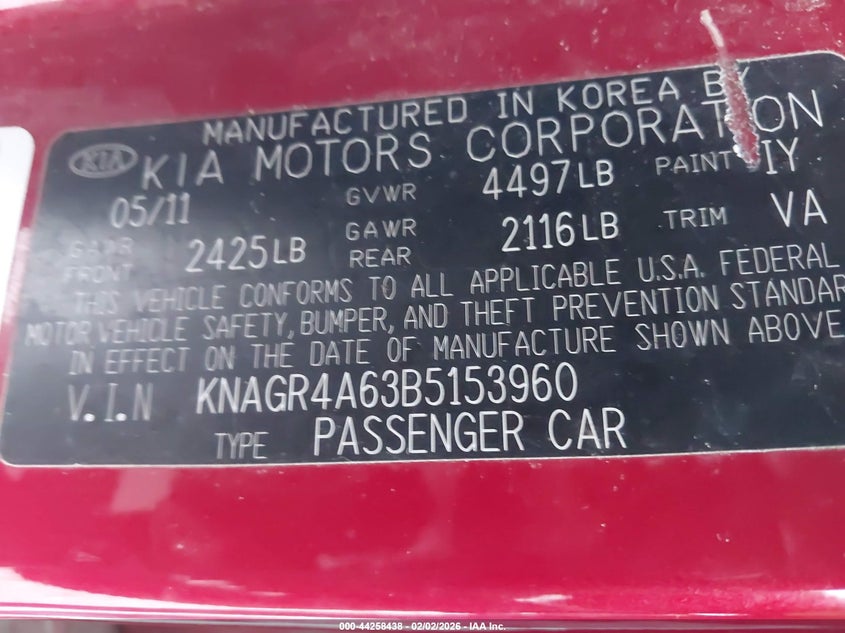 MANUFACTURED IN KOREA BY
KIA KIA MOTORS CORPORATION
05/11 GVWR 4497LB PAINT IY
GAWR FRONT 2425LB GAWR REAR 2116LB TRIM VA
THIS VEHICLE CONFORMS TO ALL APPLICABLE U.S.A. FEDERAL
MOTOR VEHICLE SAFETY, BUMPER, AND THEFT PREVENTION STANDAR
IN EFFECT ON THE DATE OF MANUFACTURE SHOWN ABOVE
V.I.N KNAGR4A63B5153960
TYPE PASSENGER CAR
000-44258438 - 02/02/2026 - IAA Inc.